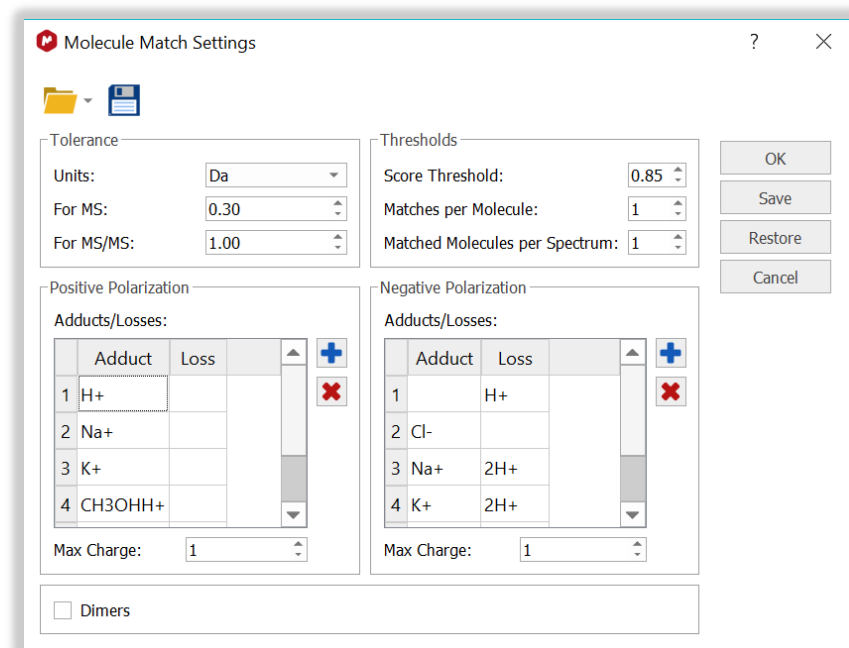 Molecule Match Settings
?
Tolerance
Units: Da
For MS: 0.30
For MS/MS: 1.00
Thresholds
Score Threshold: 0.85
Matches per Molecule: 1
Matched Molecules per Spectrum: 1
OK
Save
Restore
Cancel
Positive Polarization
Adducts/Losses:
Adduct Loss
1 H+
2 Na+
3 K+
4 CH3OHH+
Max Charge: 1
Negative Polarization
Adducts/Losses:
Adduct Loss
1 H+
2 Cl-
3 Na+ 2H+
4 K+ 2H+
Max Charge: 1
Dimers